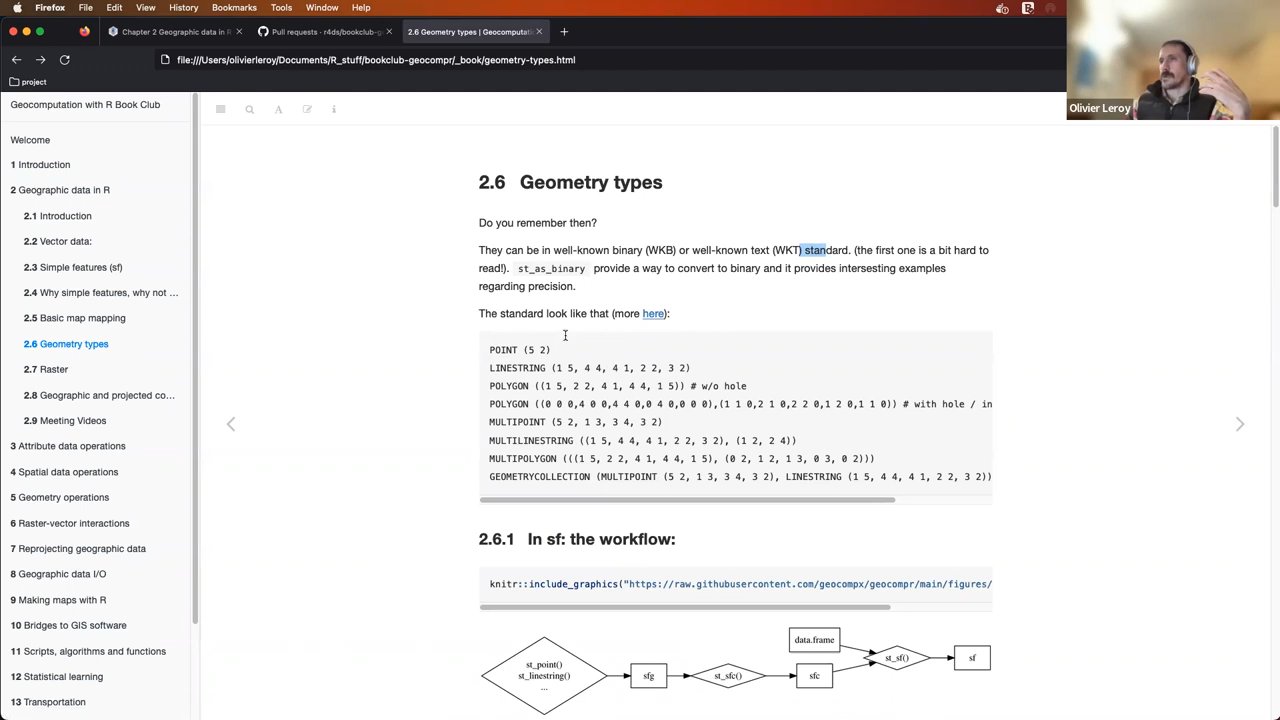 Firefox File Edit View History Bookmarks Tools Window Help
Chapter 2 Geographic data in R
Pull requests · r4ds/bookclub-g
2.6 Geometry types | Geocomputat
file:///Users/olivierleroy/Documents/R_stuff/bookclub-geocompr/_book/geometry-types.html
project
Olivier Leroy
Geocomputation with R Book Club
Welcome
1 Introduction
2 Geographic data in R
2.1 Introduction
2.2 Vector data:
2.3 Simple features (sf)
2.4 Why simple features, why not ...
2.5 Basic map mapping
2.6 Geometry types
2.7 Raster
2.8 Geographic and projected co...
2.9 Meeting Videos
3 Attribute data operations
4 Spatial data operations
5 Geometry operations
6 Raster-vector interactions
7 Reprojecting geographic data
8 Geographic data I/O
9 Making maps with R
10 Bridges to GIS software
11 Scripts, algorithms and functions
12 Statistical learning
13 Transportation
2.6 Geometry types
Do you remember then?
They can be in well-known binary (WKB) or well-known text (WKT) standard. (the first one is a bit hard to
read!). st_as_binary provide a way to convert to binary and it provides intersesting examples
regarding precision.
The standard look like that (more here):
POINT (5 2)
LINESTRING (1 5, 4 4, 4 1, 2 2, 3 2)
POLYGON ((1 5, 2 2, 4 1, 4 4, 1 5)) # w/o hole
POLYGON ((0 0 0,4 0 0,4 4 0,0 4 0,0 0 0),(1 1 0,2 1 0,2 2 0,1 2 0,1 1 0)) # with hole / in
MULTIPOINT (5 2, 1 3, 3 4, 3 2)
MULTILINESTRING ((1 5, 4 4, 4 1, 2 2, 3 2), (1 2, 2 4))
MULTIPOLYGON (((1 5, 2 2, 4 1, 4 4, 1 5), (0 2, 1 2, 1 3, 0 3, 0 2)))
GEOMETRYCOLLECTION (MULTIPOINT (5 2, 1 3, 3 4, 3 2), LINESTRING (1 5, 4 4, 4 1, 2 2, 3 2))
2.6.1 In sf: the workflow:
knitr::include_graphics("https://raw.githubusercontent.com/geocompx/geocompr/main/figures/
data.frame
st_point()
st_linestring()
...
sfg
st_sfc()
sfc
st_sf()
sf